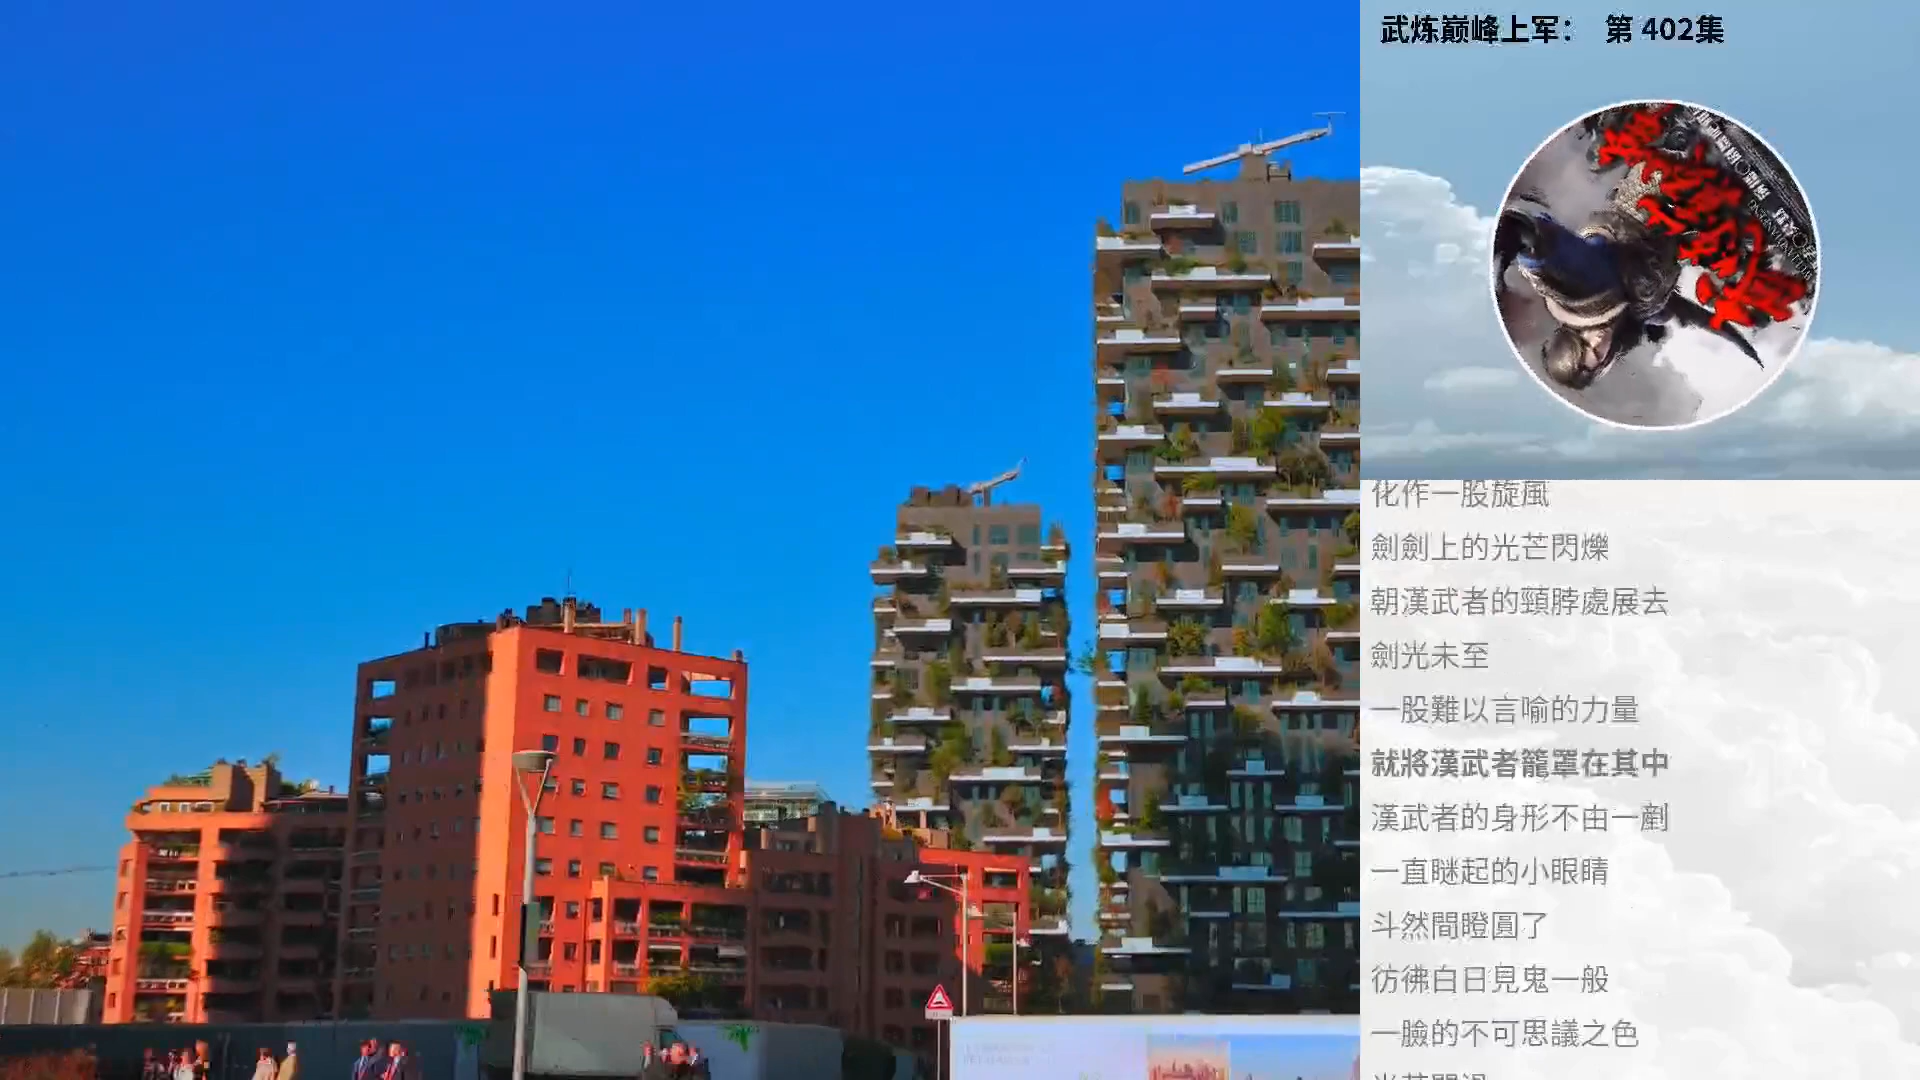 武炼巅峰上军： 第 402集
化作一股旋風
劍劍上的光芒閃爍
朝漢武者的頸脖處展去
劍光未至
一股難以言喻的力量
就將漢武者籠罩在其中
漢武者的身形不由一剷
一直瞇起的小眼睛
斗然間瞪圓了
彷彿白日見鬼一般
一臉的不可思議之色